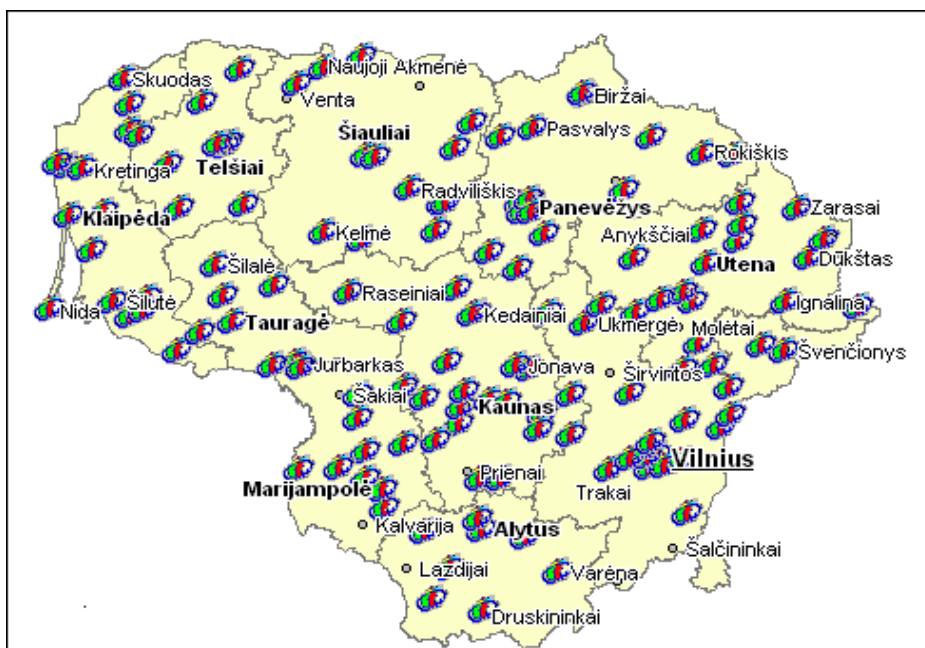 Naujoji Akmenė
Skuodas
Venta
Biržai
Šiauliai
Pasvalys
Telšiai
Rokiškis
Kretinga
Radviliškis
Panevėžys
Zarasai
Klaipėda
Kelmė
Anykščiai
Šilalė
Utena
Dūkštas
Raseiniai
Nida
Šilutė
Kedainiai
Ignalina
Tauragė
Ukmergė
Molėtai
Švenčionys
Jurbarkas
Jonava
Širvintos
Šakiai
Kaunas
Vilnius
Prienai
Marijampolė
Trakai
Kalvarija
Alytus
Šalčininkai
Lazdijai
Varėna
Druskininkai